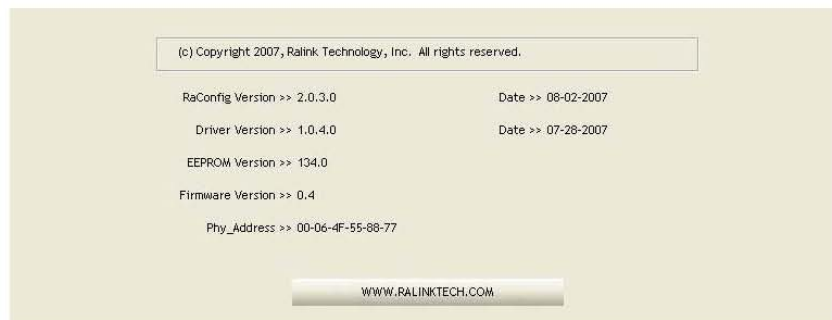 (c) Copyright 2007, Ralink Technology, Inc. All rights reserved.
RaConfig Version >> 2.0.3.0 Date >> 08-02-2007
Driver Version >> 1.0.4.0 Date >> 07-28-2007
EEPROM Version >> 134.0
Firmware Version >> 0.4
Phy_Address >> 00-06-4F-55-88-77
WWW.RALINKTECH.COM